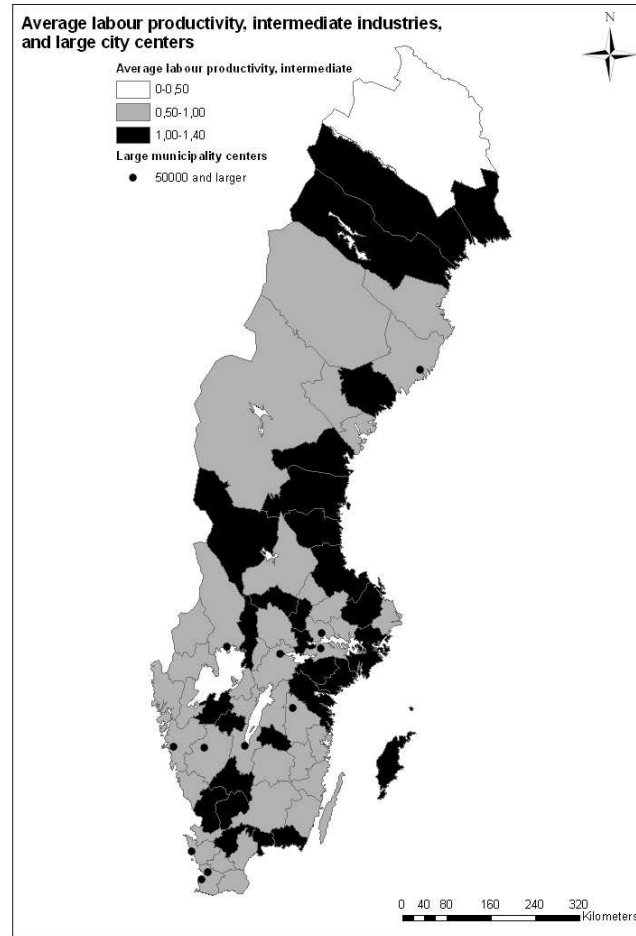 Average labour productivity, intermediate industries,
and large city centers
N
Average labour productivity, intermediate
0-0,50
0,50-1,00
1,00-1,40
Large municipality centers
50000 and larger
0 40 80 160 240 320
Kilometers